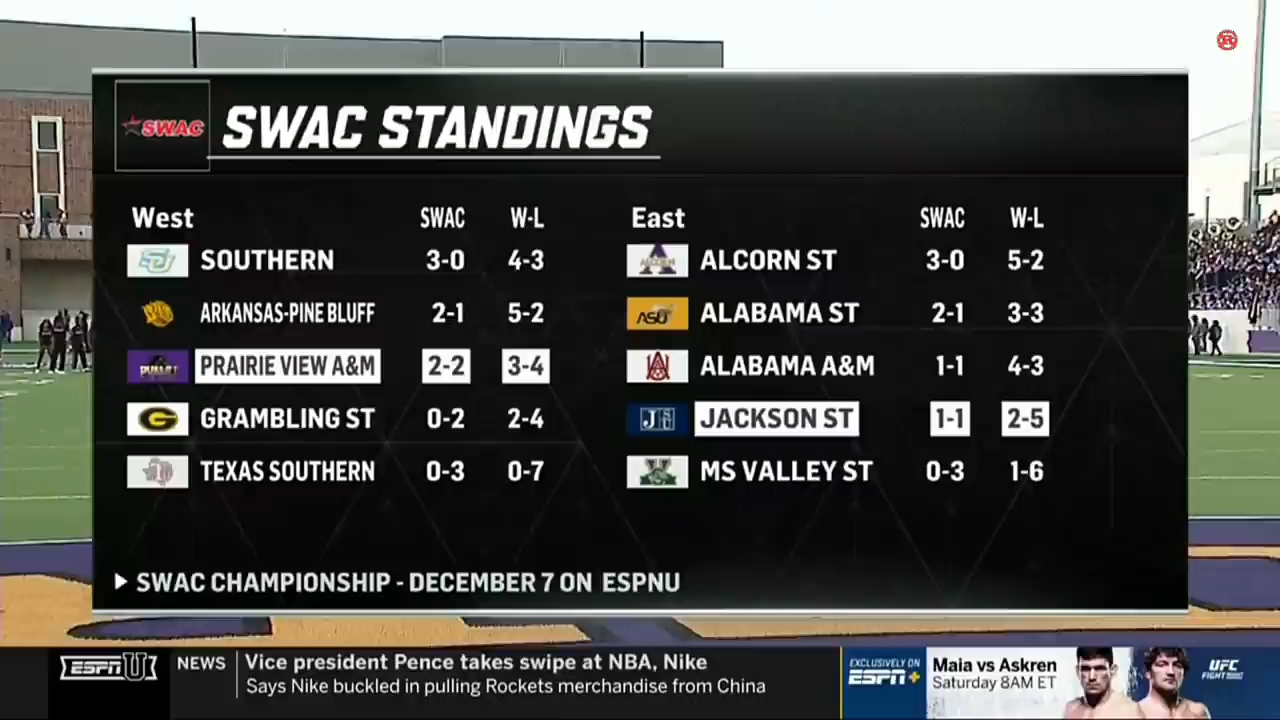 SWAC
SWAC STANDINGS
West SWAC W-L
SOUTHERN 3-0 4-3
ARKANSAS-PINE BLUFF 2-1 5-2
PRAIRIE VIEW A&M 2-2 3-4
GRAMBLING ST 0-2 2-4
TEXAS SOUTHERN 0-3 0-7
East SWAC W-L
ALCORN ST 3-0 5-2
ASU ALABAMA ST 2-1 3-3
ALABAMA A&M 1-1 4-3
JSU JACKSON ST 1-1 2-5
MS VALLEY ST 0-3 1-6
SWAC CHAMPIONSHIP - DECEMBER 7 ON ESPNU
ESPN U
NEWS
Vice president Pence takes swipe at NBA, Nike
Says Nike buckled in pulling Rockets merchandise from China
EXCLUSIVELY ON
ESPN+
Maia vs Askren
Saturday 8AM ET
UFC
FIGHT